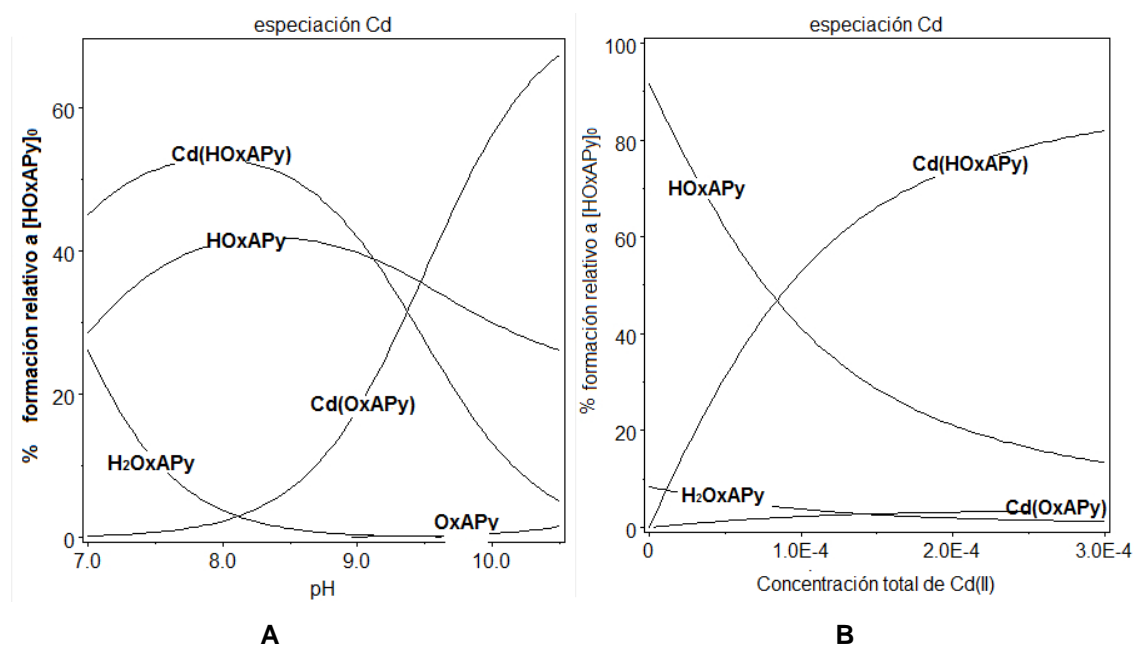 especiación Cd
% formación relativo a [HOxAPy]0
60
40
20
0
Cd(HOxAPy)
HOxAPy
Cd(OxAPy)
H2OxAPy
OxAPy
7.0 8.0 9.0 10.0
pH
A
especiación Cd
% formación relativo a [HOxAPy]0
100
80
60
40
20
0
Cd(HOxAPy)
HOxAPy
H2OxAPy
Cd(OxAPy)
0 1.0E-4 2.0E-4 3.0E-4
Concentración total de Cd(II)
B